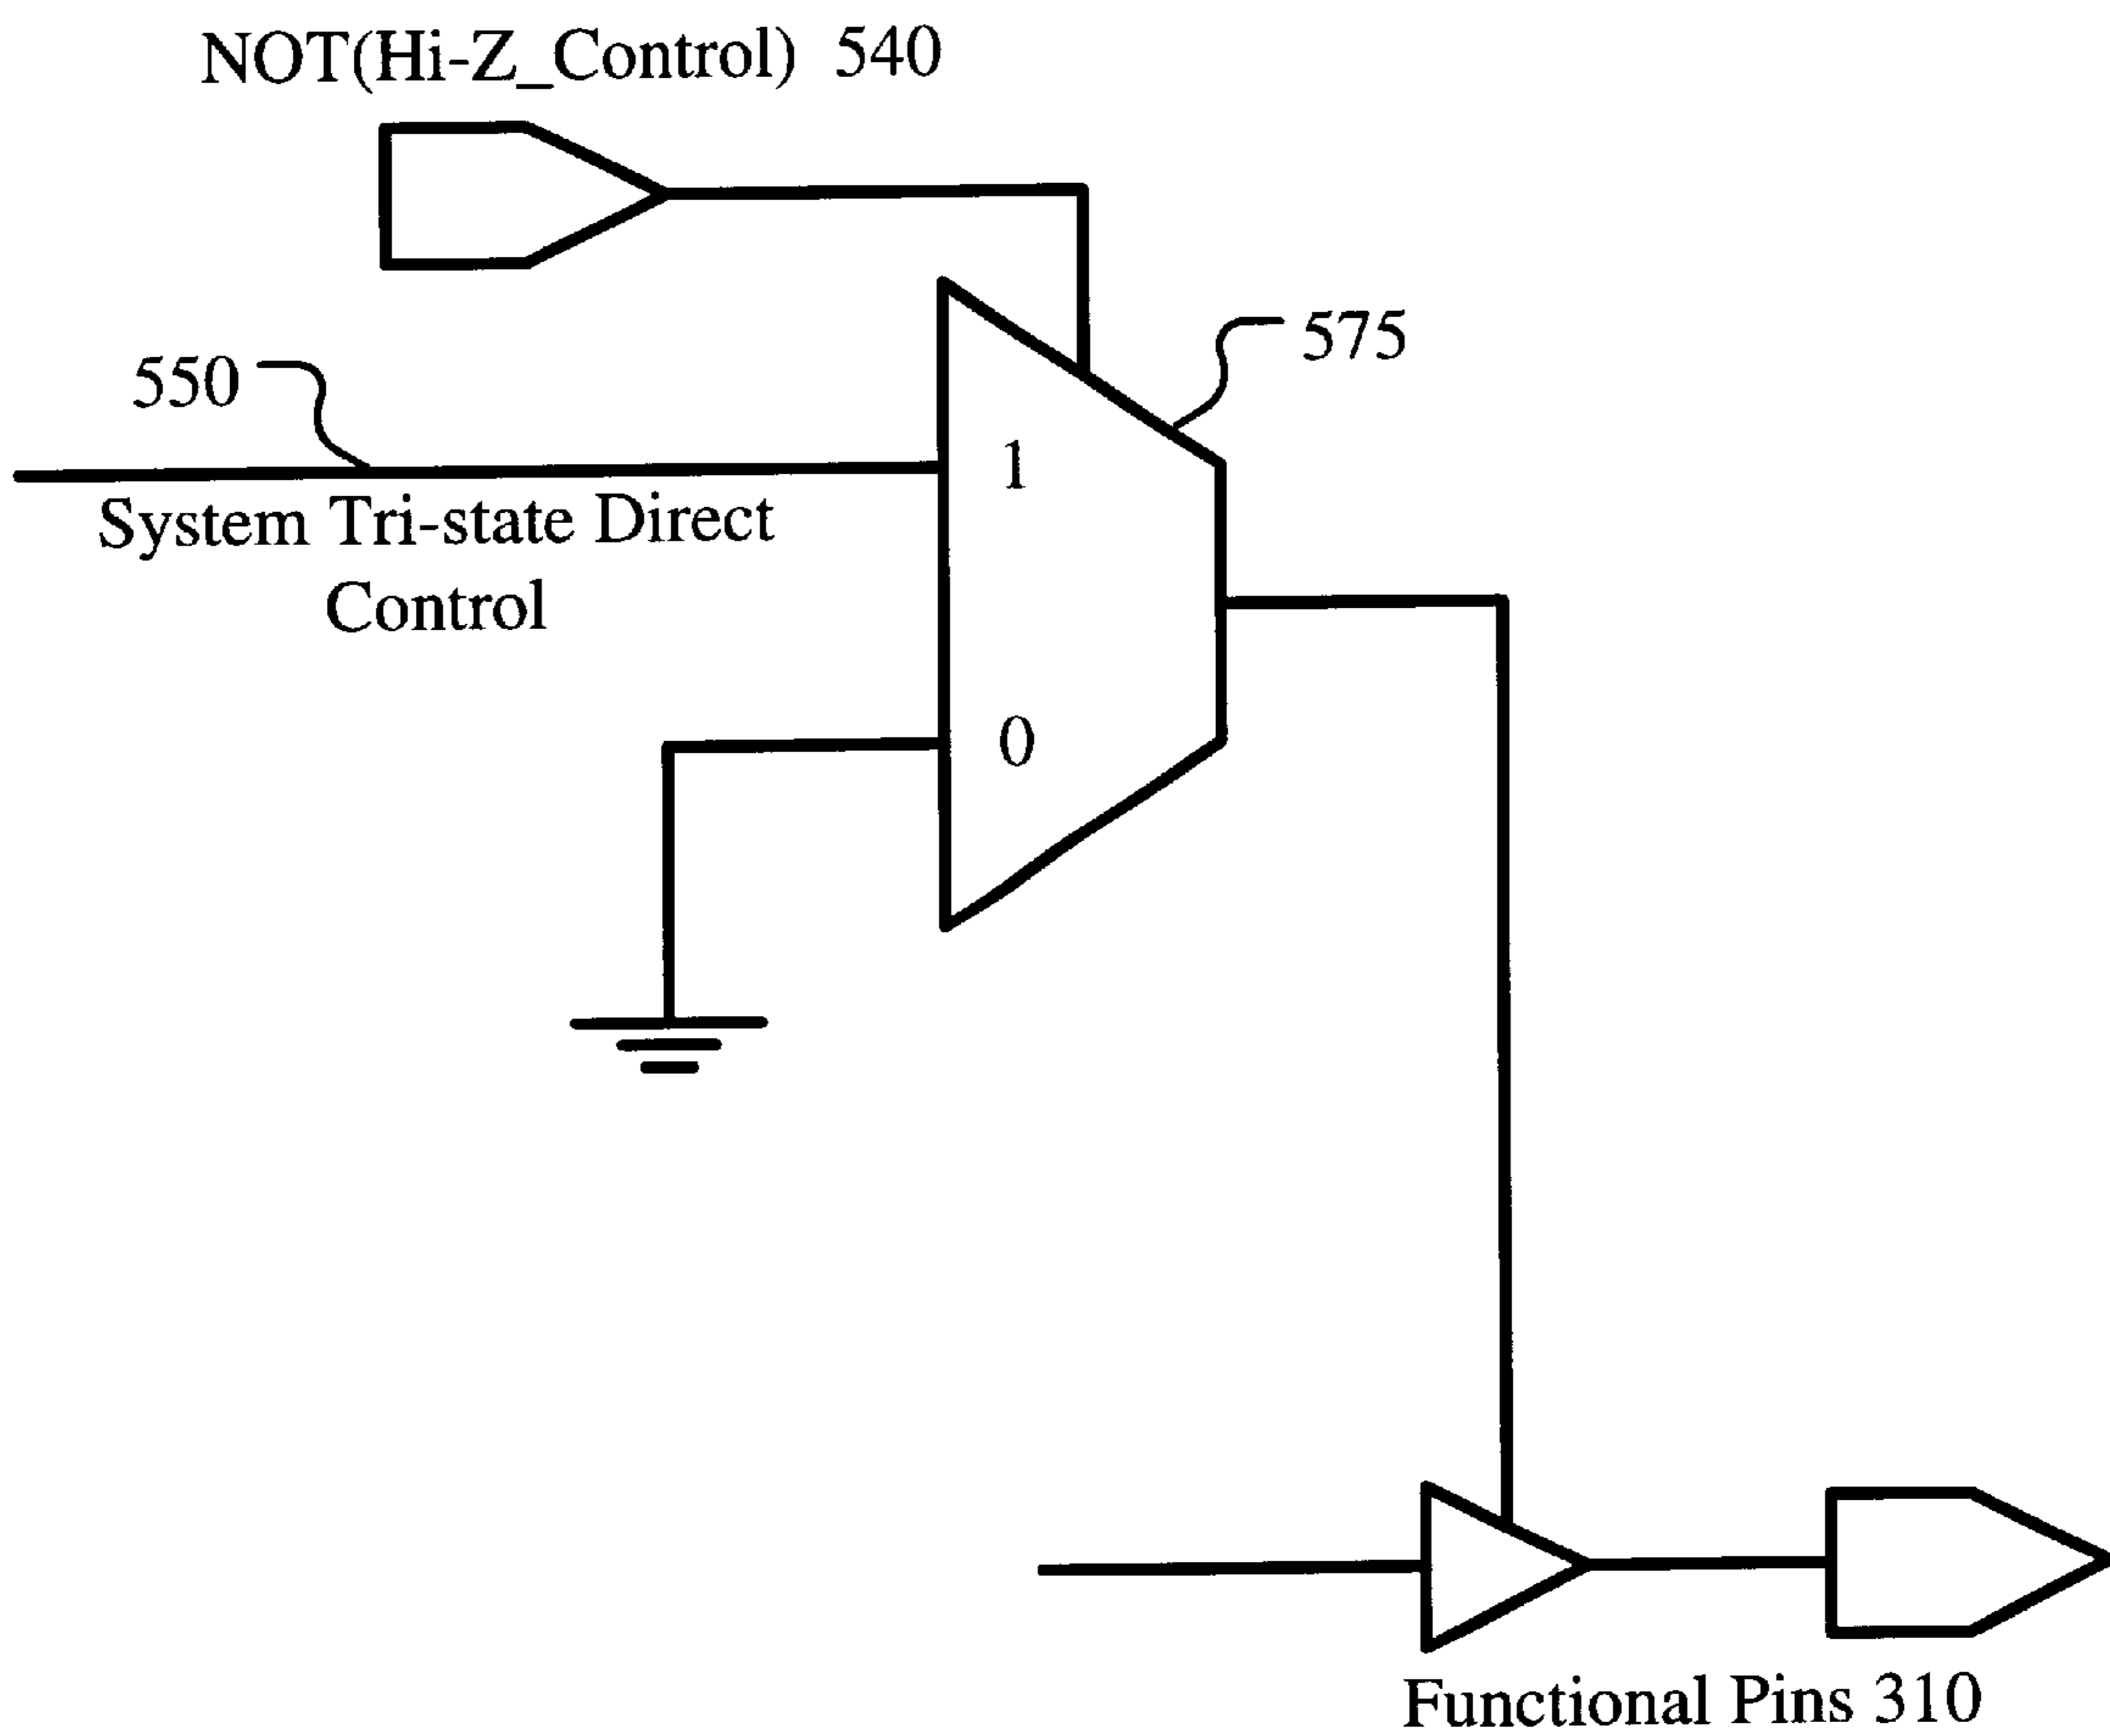 NOT(Hi-Z_Control) 540
575
550
1
System Tri-state Direct
Control
0
Functional Pins 310